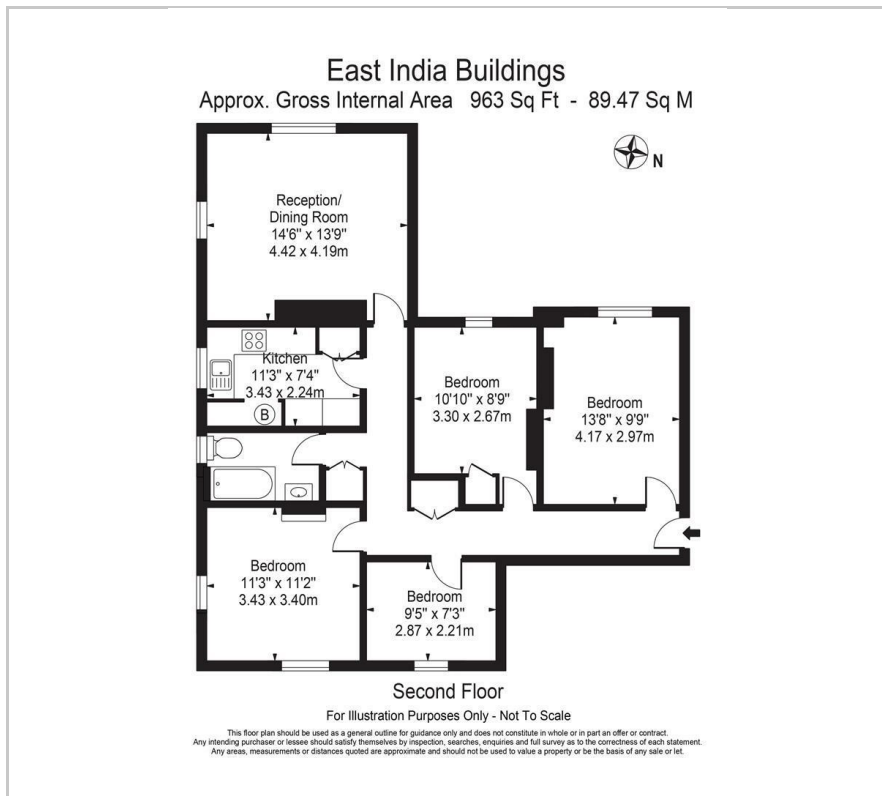 East India Buildings
Approx. Gross Internal Area 963 Sq Ft - 89.47 Sq M
N
Reception/
Dining Room
14'6" x 13'9"
4.42 x 4.19m
Kitchen
11'3" x 7'4"
3.43 x 2.24m
B
Bedroom
10'10" x 8'9"
3.30 x 2.67m
Bedroom
13'8" x 9'9"
4.17 x 2.97m
Bedroom
11'3" x 11'2"
3.43 x 3.40m
Bedroom
9'5" x 7'3"
2.87 x 2.21m
Second Floor
For Illustration Purposes Only - Not To Scale
This floor plan should be used as a general outline for guidance only and does not constitute in whole or in part an offer or contract.
Any intending purchaser or lessee should satisfy themselves by inspection, searches, enquiries and full survey as to the correctness of each statement.
Any areas, measurements or distances quoted are approximate and should not be used to value a property or be the basis of any sale or let.